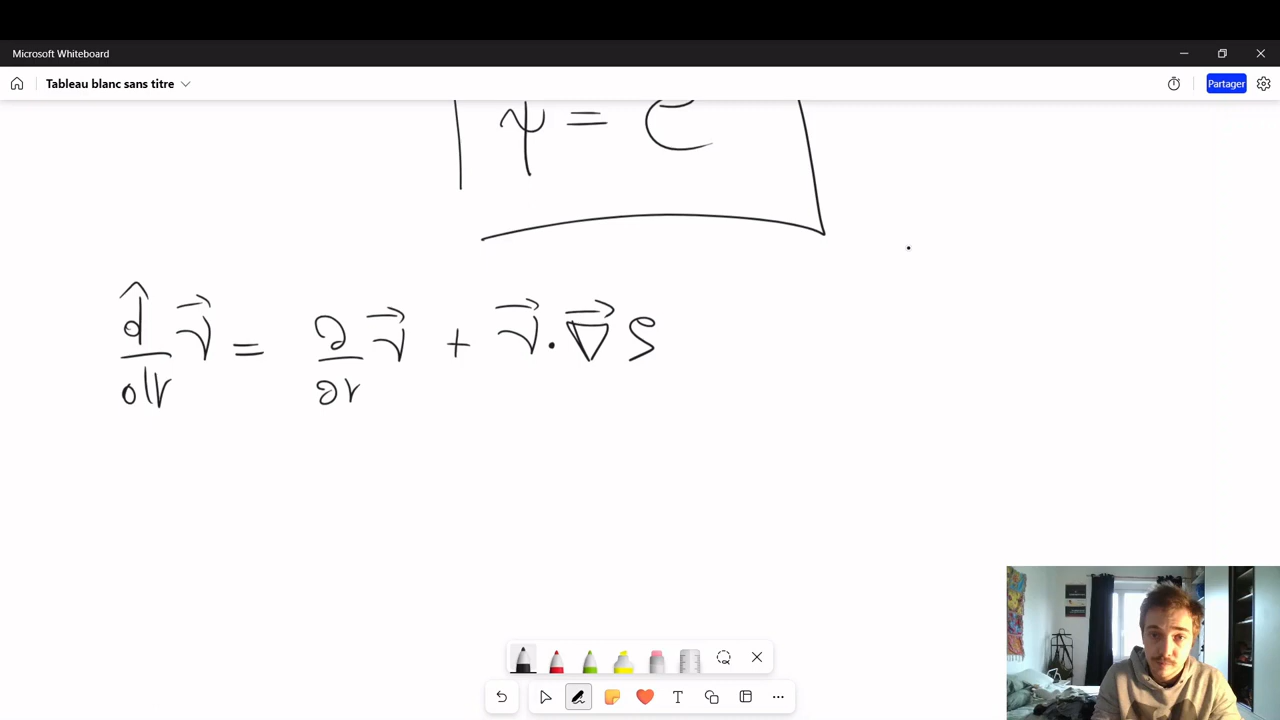 Microsoft Whiteboard
Tableau blanc sans titre
Partager
ψ = e
d̂/dt V⃗ = ∂/∂t V⃗ + V⃗ · ∇⃗ S
T